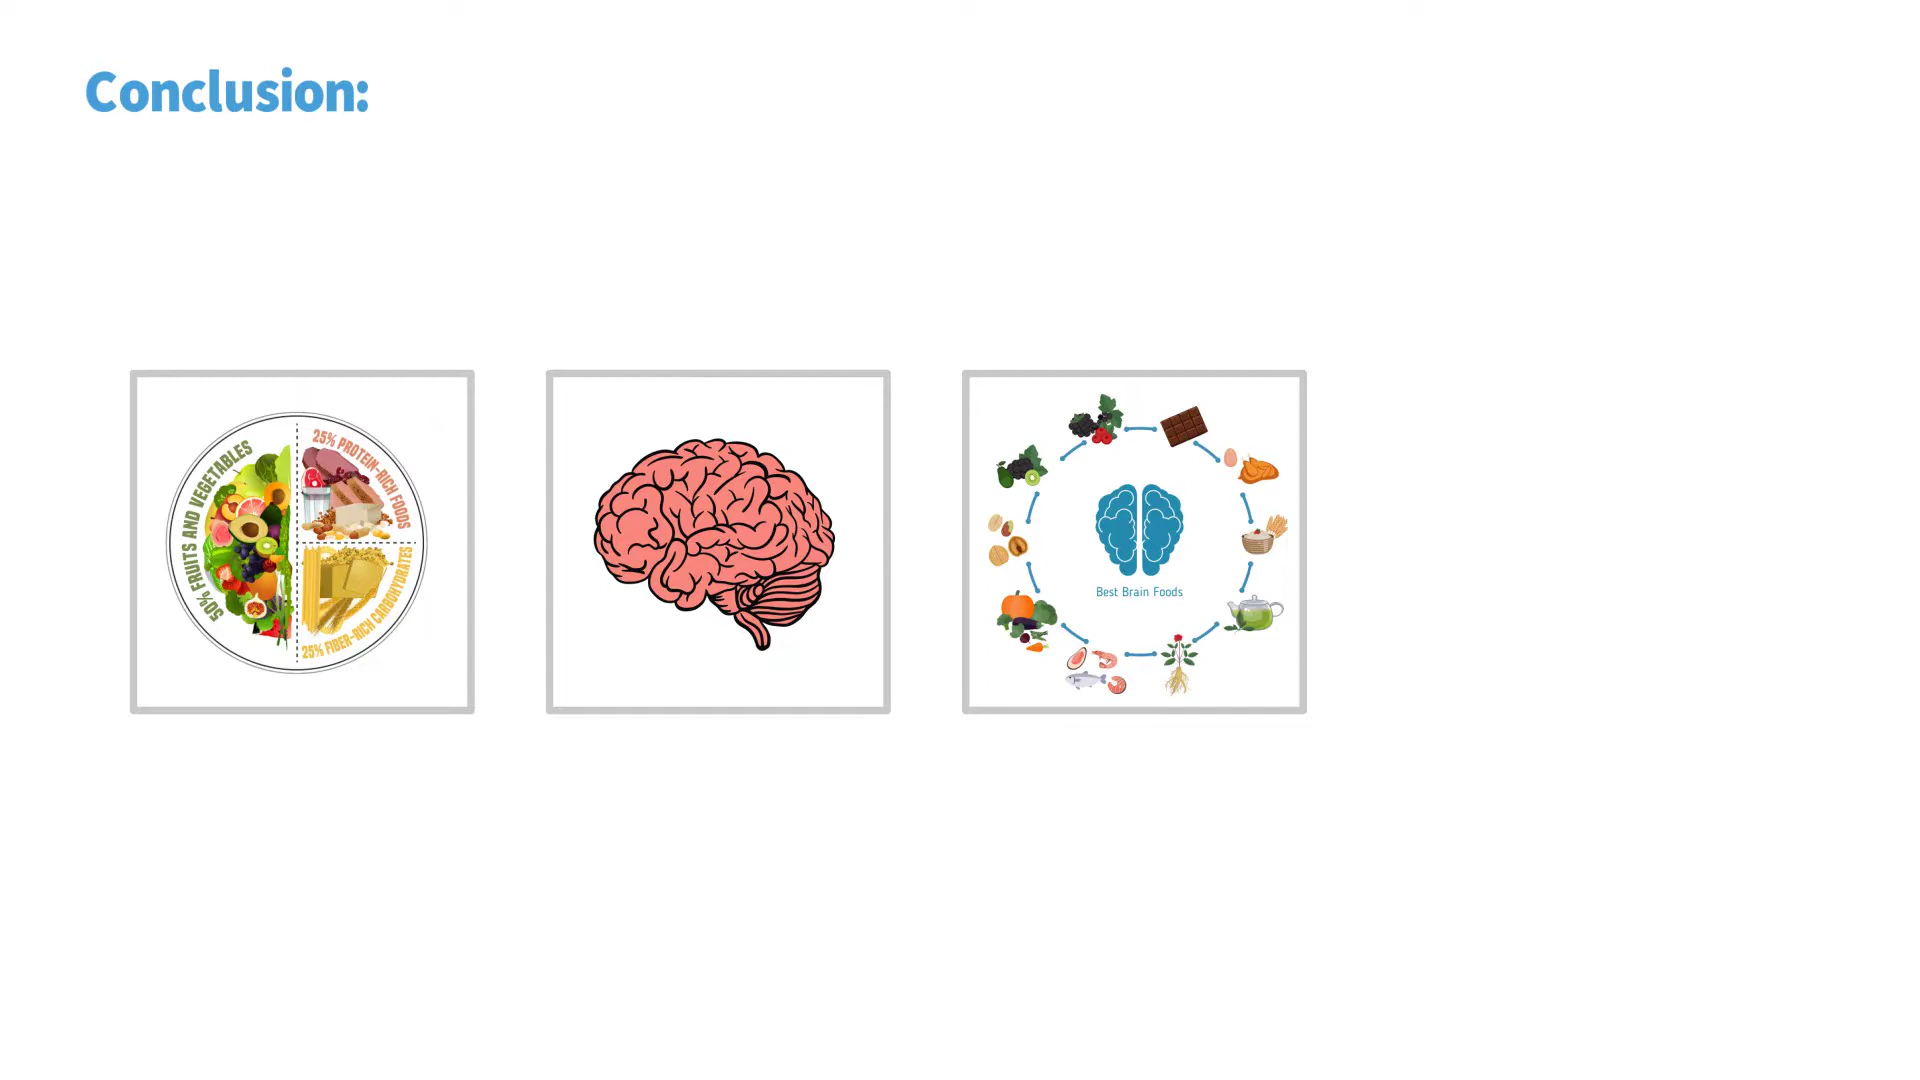 Conclusion:
50% FRUITS AND VEGETABLES
25% PROTEIN-RICH FOODS
25% FIBER-RICH CARBOHYDRATES
Best Brain Foods